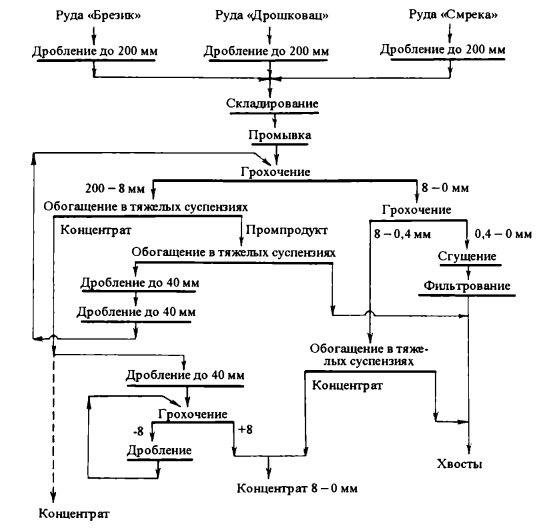 Руда «Брезик»
Руда «Дрошковац»
Руда «Смрека»
Дробление до 200 мм
Дробление до 200 мм
Дробление до 200 мм
Складирование
Промывка
Грохочение
200 – 8 мм
8 – 0 мм
Обогащение в тяжелых суспензиях
Грохочение
Концентрат
Промпродукт
8 – 0,4 мм
0,4 – 0 мм
Обогащение в тяжелых суспензиях
Сгущение
Дробление до 40 мм
Фильтрование
Дробление до 40 мм
Обогащение в тяже-
лых суспензиях
Дробление до 40 мм
Концентрат
Грохочение
-8
+8
Дробление
Хвосты
Концентрат 8 – 0 мм
Концентрат